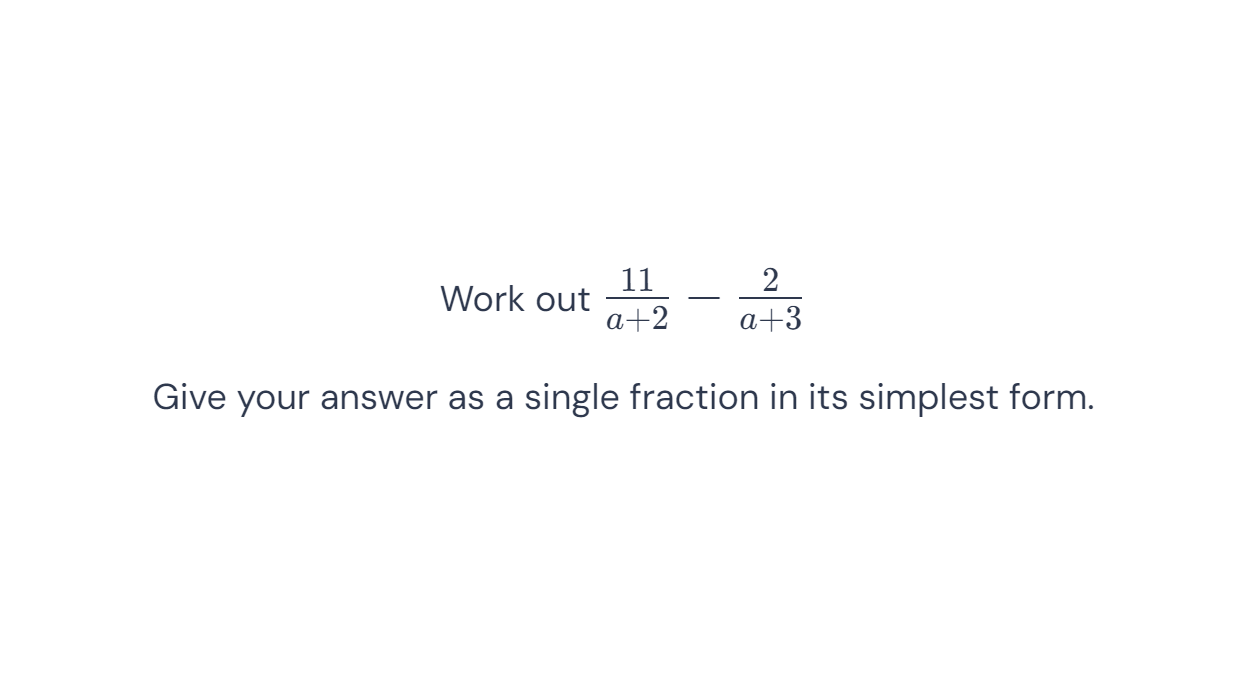 Work out \frac{11}{a+2} − \frac{2}{a+3}
Give your answer as a single fraction in its simplest form.